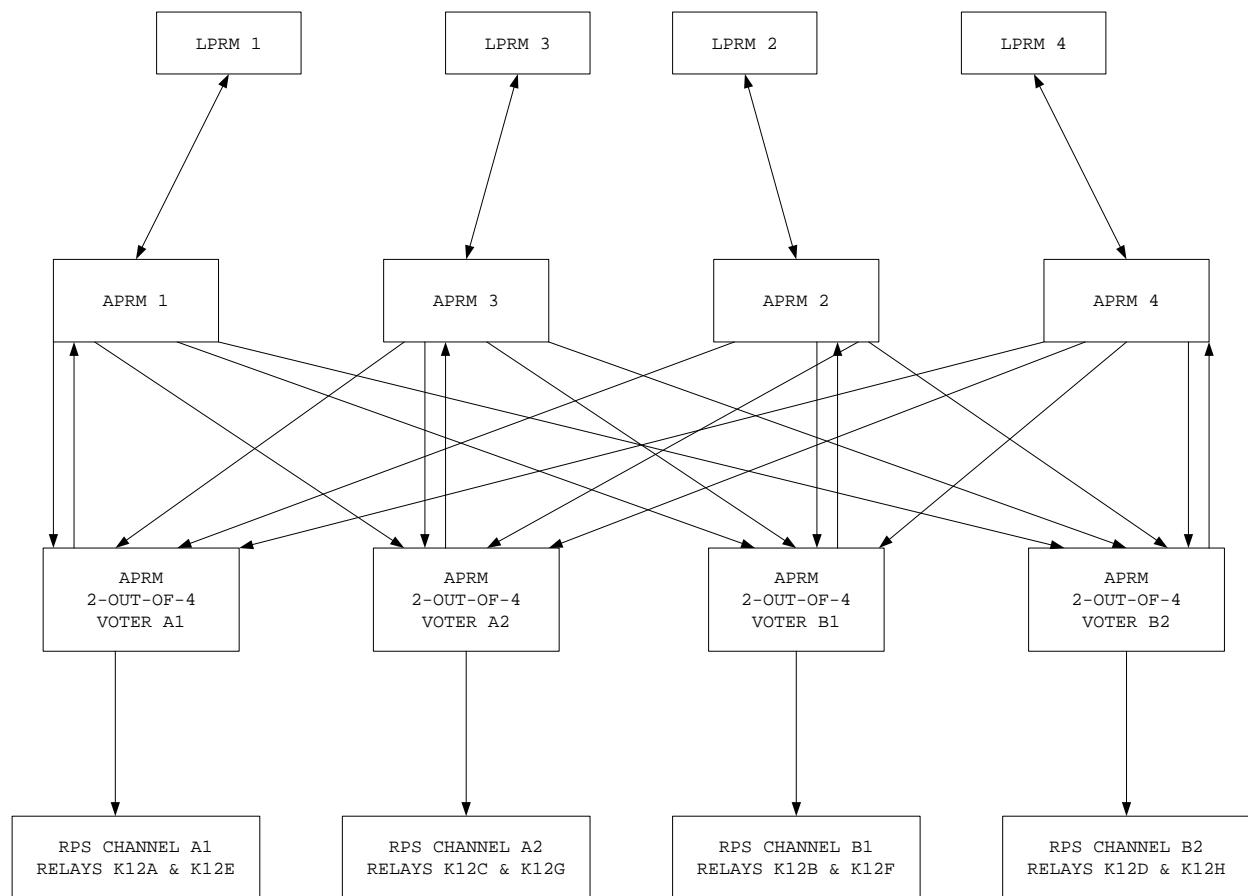 LPRM 1
LPRM 3
LPRM 2
LPRM 4
APRM 1
APRM 3
APRM 2
APRM 4
APRM
2-OUT-OF-4
VOTER A1
APRM
2-OUT-OF-4
VOTER A2
APRM
2-OUT-OF-4
VOTER B1
APRM
2-OUT-OF-4
VOTER B2
RPS CHANNEL A1
RELAYS K12A & K12E
RPS CHANNEL A2
RELAYS K12C & K12G
RPS CHANNEL B1
RELAYS K12B & K12F
RPS CHANNEL B2
RELAYS K12D & K12H